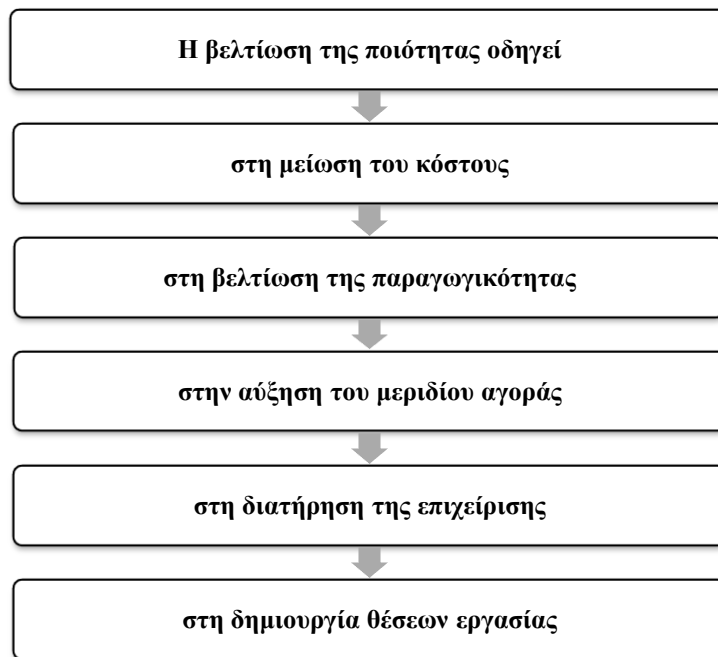 Η βελτίωση της ποιότητας οδηγεί
στη μείωση του κόστους
στη βελτίωση της παραγωγικότητας
στην αύξηση του μεριδίου αγοράς
στη διατήρηση της επιχείρισης
στη δημιουργία θέσεων εργασίας